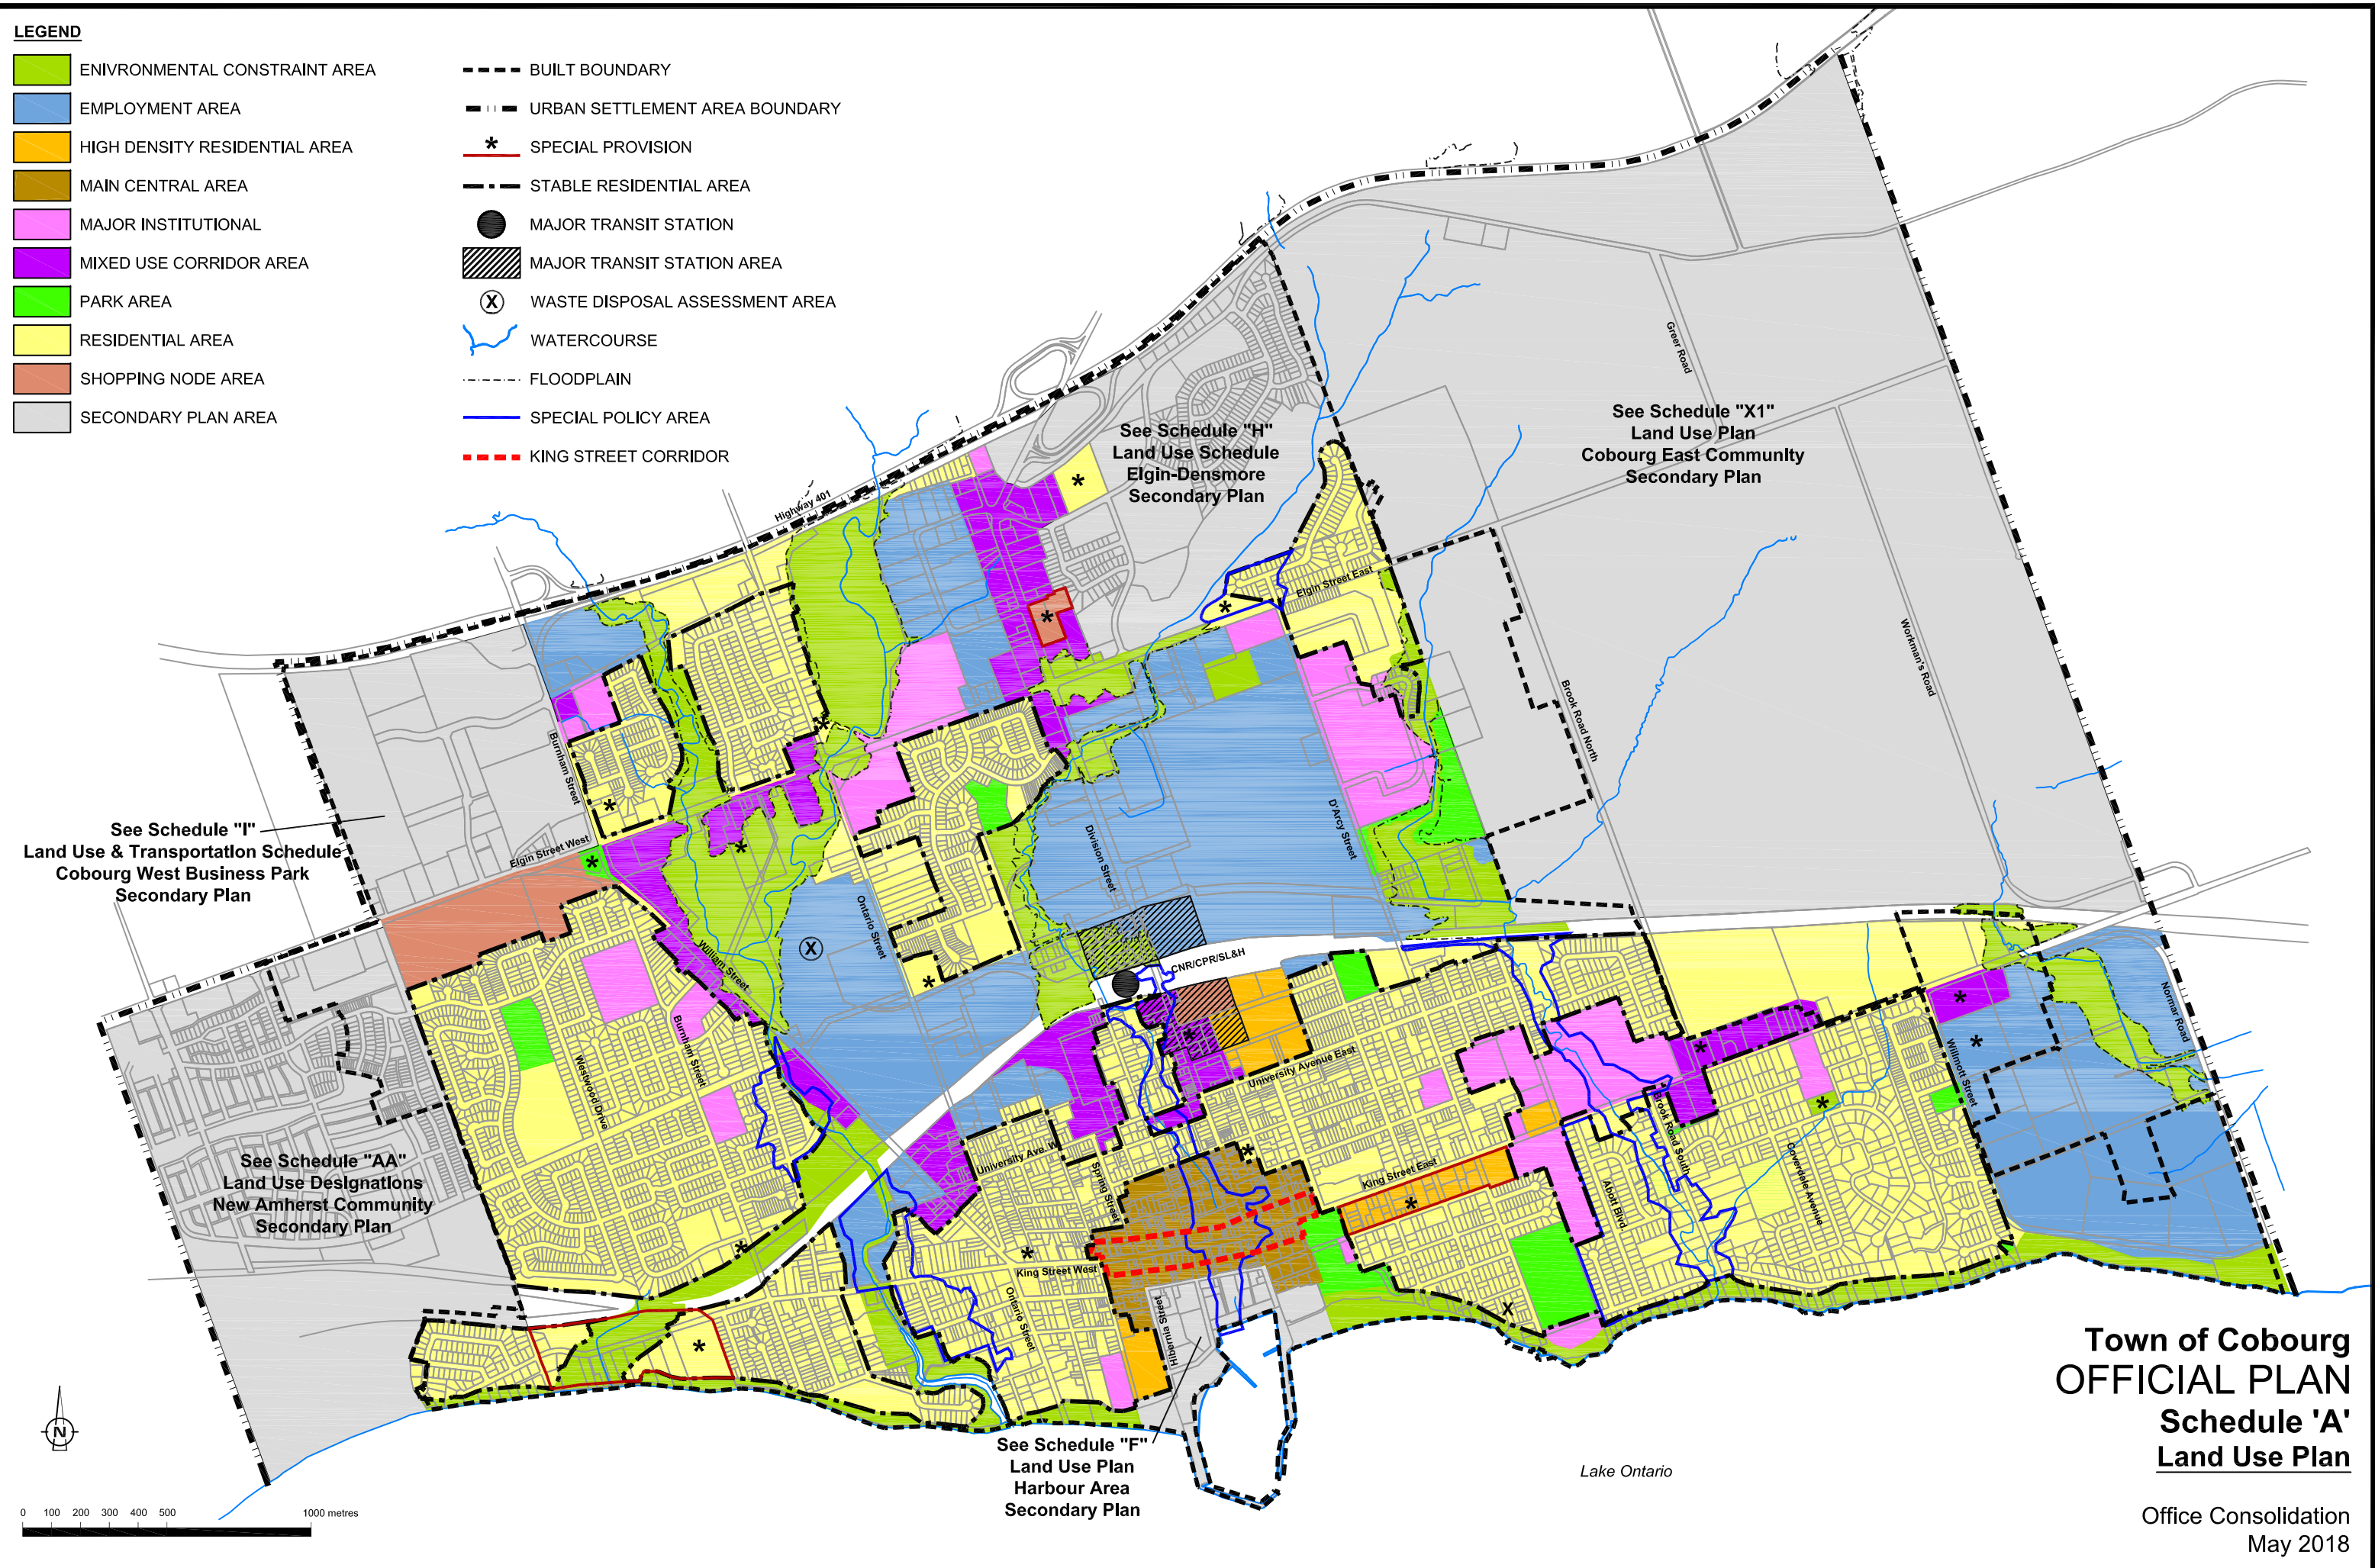 LEGEND
ENIVRONMENTAL CONSTRAINT AREA
EMPLOYMENT AREA
HIGH DENSITY RESIDENTIAL AREA
MAIN CENTRAL AREA
MAJOR INSTITUTIONAL
MIXED USE CORRIDOR AREA
PARK AREA
RESIDENTIAL AREA
SHOPPING NODE AREA
SECONDARY PLAN AREA
BUILT BOUNDARY
URBAN SETTLEMENT AREA BOUNDARY
* SPECIAL PROVISION
STABLE RESIDENTIAL AREA
MAJOR TRANSIT STATION
MAJOR TRANSIT STATION AREA
X WASTE DISPOSAL ASSESSMENT AREA
WATERCOURSE
FLOODPLAIN
SPECIAL POLICY AREA
KING STREET CORRIDOR
Highway 401
See Schedule "H"
Land Use Schedule
Elgin-Densmore
Secondary Plan
Greer Road
See Schedule "X1"
Land Use Plan
Cobourg East Community
Secondary Plan
Elgin Street East
Workman's Road
Brook Road North
Burnham Street
See Schedule "I"
Land Use & Transportation Schedule
Cobourg West Business Park
Secondary Plan
Elgin Street West
Division Street
D'Arcy Street
Ontario Street
X
William Street
CNR/CPR/SL&H
Normar Road
Burnham Street
Westwood Drive
University Avenue East
Willmott Street
Brook Road South
Coverdale Avenue
University Ave. W
Spring Street
King Street East
Abott Blvd.
See Schedule "AA"
Land Use Designations
New Amherst Community
Secondary Plan
King Street West
Ontario Street
Hibernia Street
X
See Schedule "F"
Land Use Plan
Harbour Area
Secondary Plan
Lake Ontario
N
0 100 200 300 400 500 1000 metres
Town of Cobourg
OFFICIAL PLAN
Schedule 'A'
Land Use Plan
Office Consolidation
May 2018